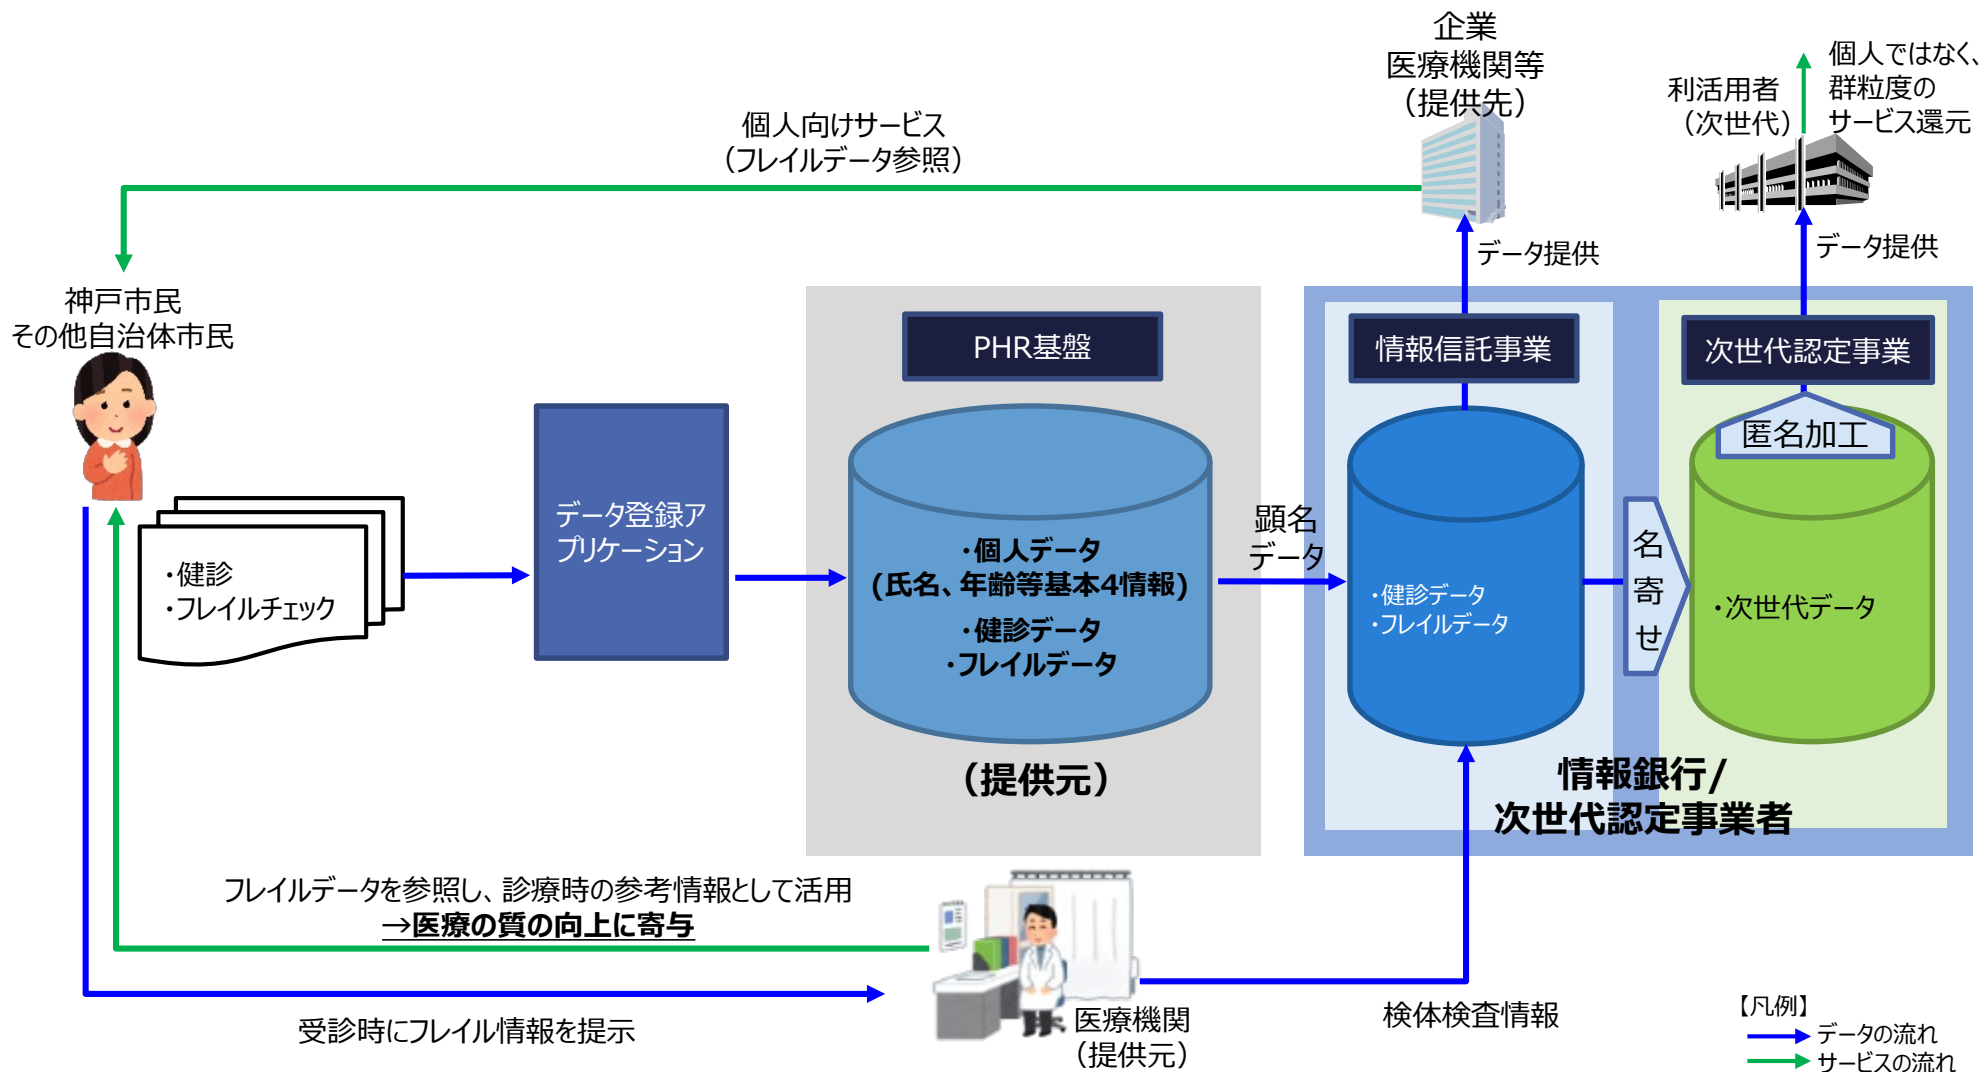 企業
医療機関等
（提供先）
個人ではなく、
群粒度の
サービス還元
利活用者
（次世代）
個人向けサービス
（フレイルデータ参照）
データ提供
データ提供
神戸市民
その他自治体市民
PHR基盤
情報信託事業
次世代認定事業
匿名加工
データ登録ア
プリケーション
・健診
・フレイルチェック
・個人データ
(氏名、年齢等基本4情報)
・健診データ
・フレイルデータ
顕名
データ
・健診データ
・フレイルデータ
名
寄
せ
・次世代データ
（提供元）
情報銀行/
次世代認定事業者
フレイルデータを参照し、診療時の参考情報として活用
→医療の質の向上に寄与
受診時にフレイル情報を提示
医療機関
（提供元）
検体検査情報
【凡例】
データの流れ
サービスの流れ